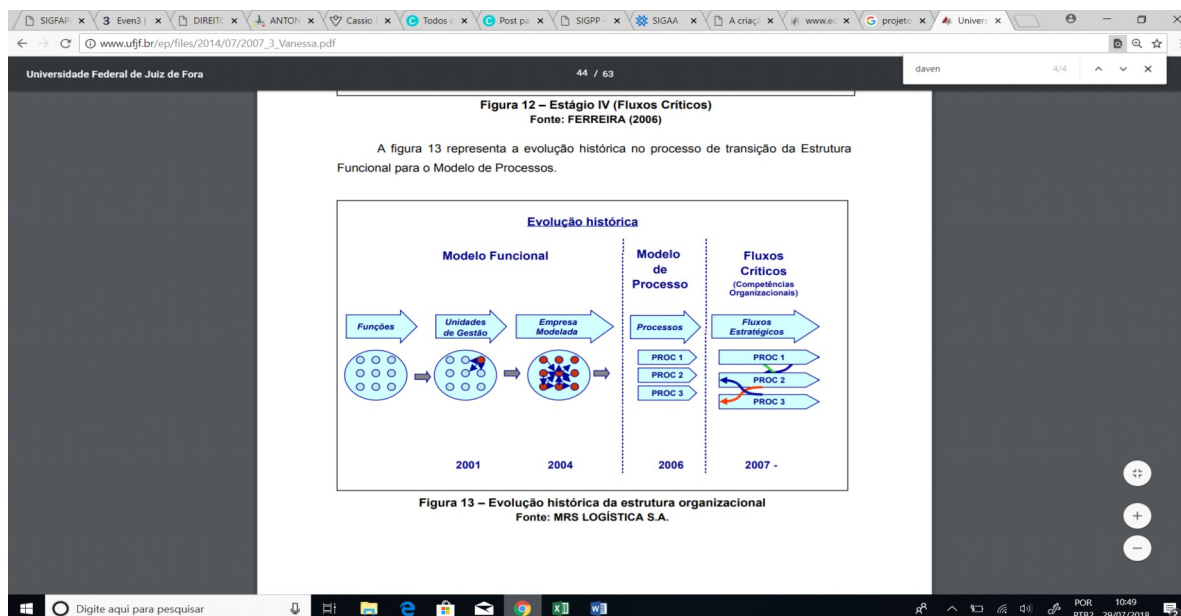 SIGFAPI
3 Even3 |
DIREITO
ANTON
Cassio
Todos
Post pa
SIGPP -
SIGAA
A criaçã
www.ec
projeto
Univers
www.ufjf.br/ep/files/2014/07/2007_3_Vanessa.pdf
Universidade Federal de Juiz de Fora
44 / 63
daven
4/4
Figura 12 – Estágio IV (Fluxos Críticos)
Fonte: FERREIRA (2006)
A figura 13 representa a evolução histórica no processo de transição da Estrutura
Funcional para o Modelo de Processos.
Evolução histórica
Modelo Funcional
Modelo
de
Processo
Fluxos
Críticos
(Competências
Organizacionais)
Funções
Unidades
de Gestão
Empresa
Modelada
Processos
Fluxos
Estratégicos
PROC 1
PROC 2
PROC 3
PROC 1
PROC 2
PROC 3
2001
2004
2006
2007 -
Figura 13 – Evolução histórica da estrutura organizacional
Fonte: MRS LOGÍSTICA S.A.
Digite aqui para pesquisar
POR
PTB2
10:49
29/07/2018